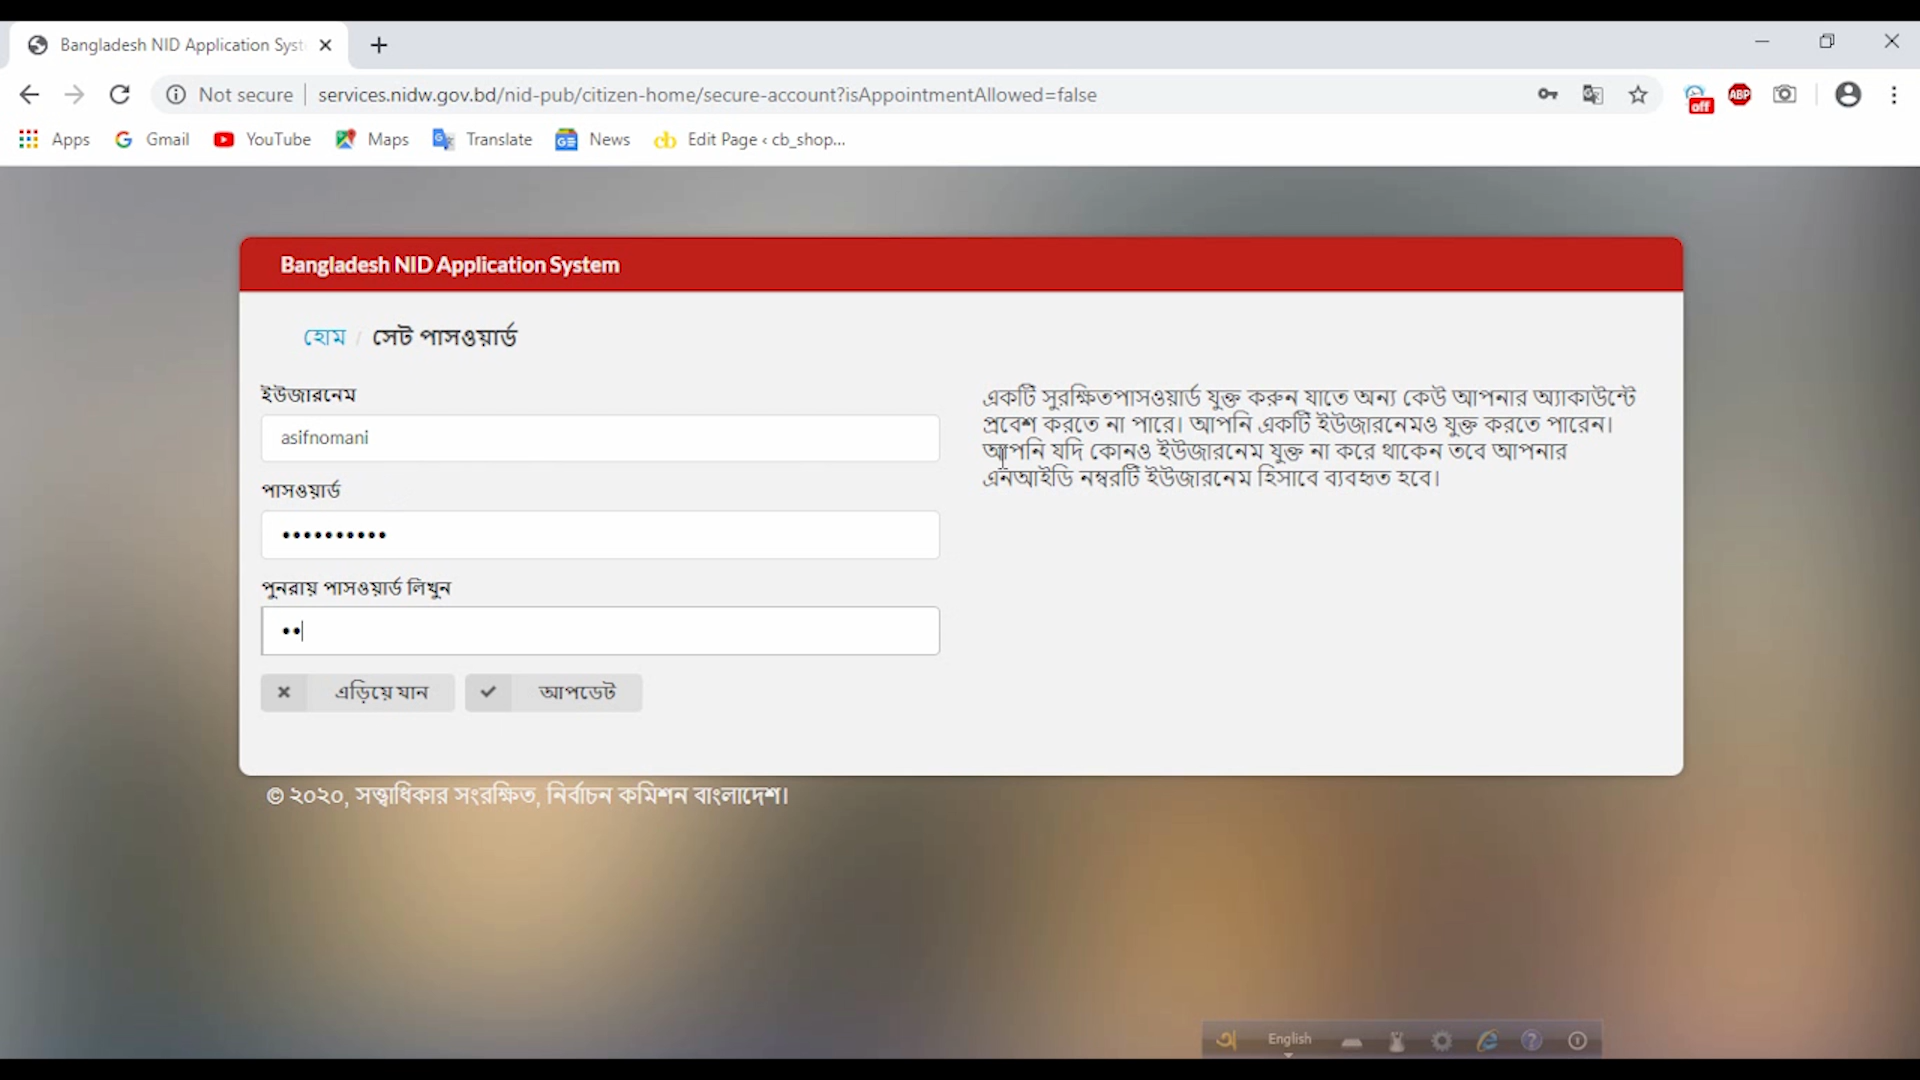 Bangladesh NID Application Syst
Not secure
services.nidw.gov.bd/nid-pub/citizen-home/secure-account?isAppointmentAllowed=false
off
ABP
Apps
Gmail
YouTube
Maps
Translate
News
cb
Edit Page ‹ cb_shop...
Bangladesh NID Application System
হোম / সেট পাসওয়ার্ড
ইউজারনেম
asifnomani
পাসওয়ার্ড
••••••••••
পুনরায় পাসওয়ার্ড লিখুন
••
এড়িয়ে যান
আপডেট
একটি সুরক্ষিতপাসওয়ার্ড যুক্ত করুন যাতে অন্য কেউ আপনার অ্যাকাউন্টে
প্রবেশ করতে না পারে। আপনি একটি ইউজারনেমও যুক্ত করতে পারেন।
আপনি যদি কোনও ইউজারনেম যুক্ত না করে থাকেন তবে আপনার
এনআইডি নম্বরটি ইউজারনেম হিসাবে ব্যবহৃত হবে।
© ২০২০, সত্ত্বাধিকার সংরক্ষিত, নির্বাচন কমিশন বাংলাদেশ।
অ
English